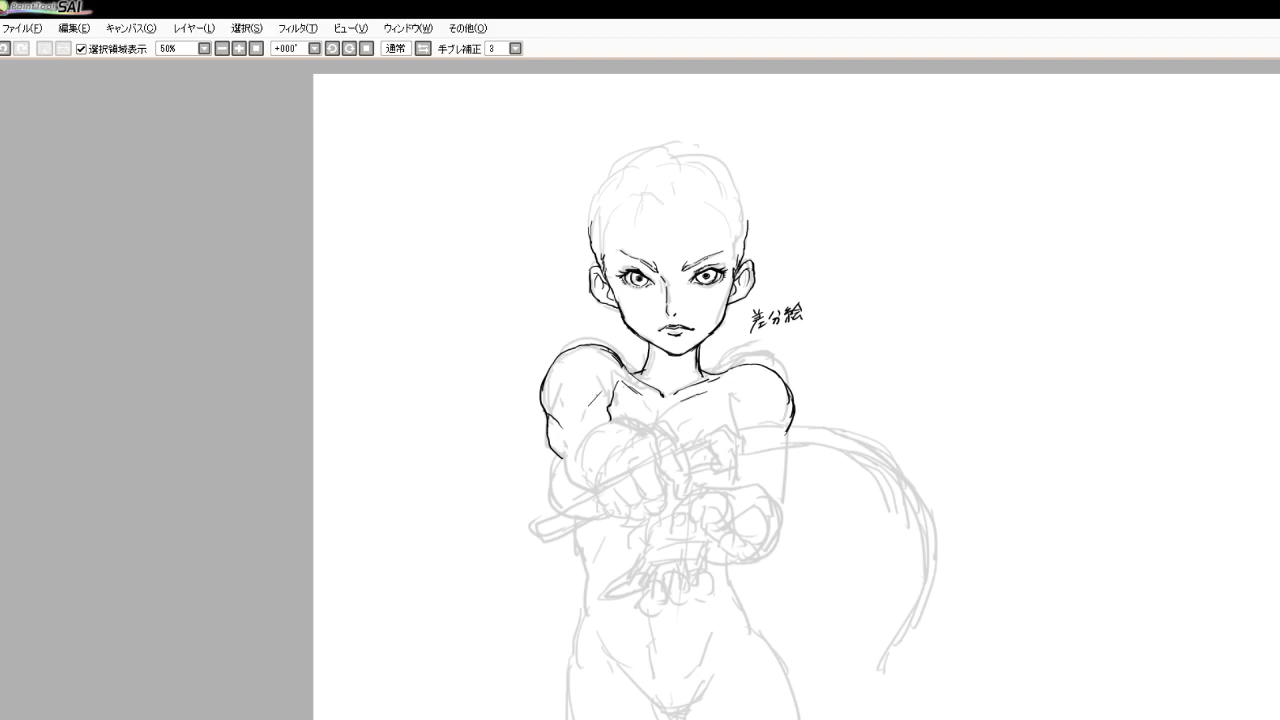 PaintTool SAI
ファイル(F) 編集(E) キャンバス(C) レイヤー(L) 選択(S) フィルタ(T) ビュー(V) ウィンドウ(W) その他(O)
選択領域表示 50% +000° 通常 手ブレ補正 3
差分絵